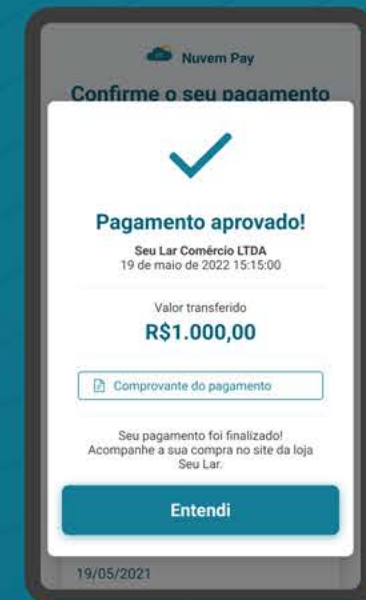 Nuvem Pay
Confirme o seu pagamento
Pagamento aprovado!
Seu Lar Comércio LTDA
19 de maio de 2022 15:15:00
Valor transferido
R$1.000,00
Comprovante do pagamento
Seu pagamento foi finalizado!
Acompanhe a sua compra no site da loja
Seu Lar.
Entendi
19/05/2021